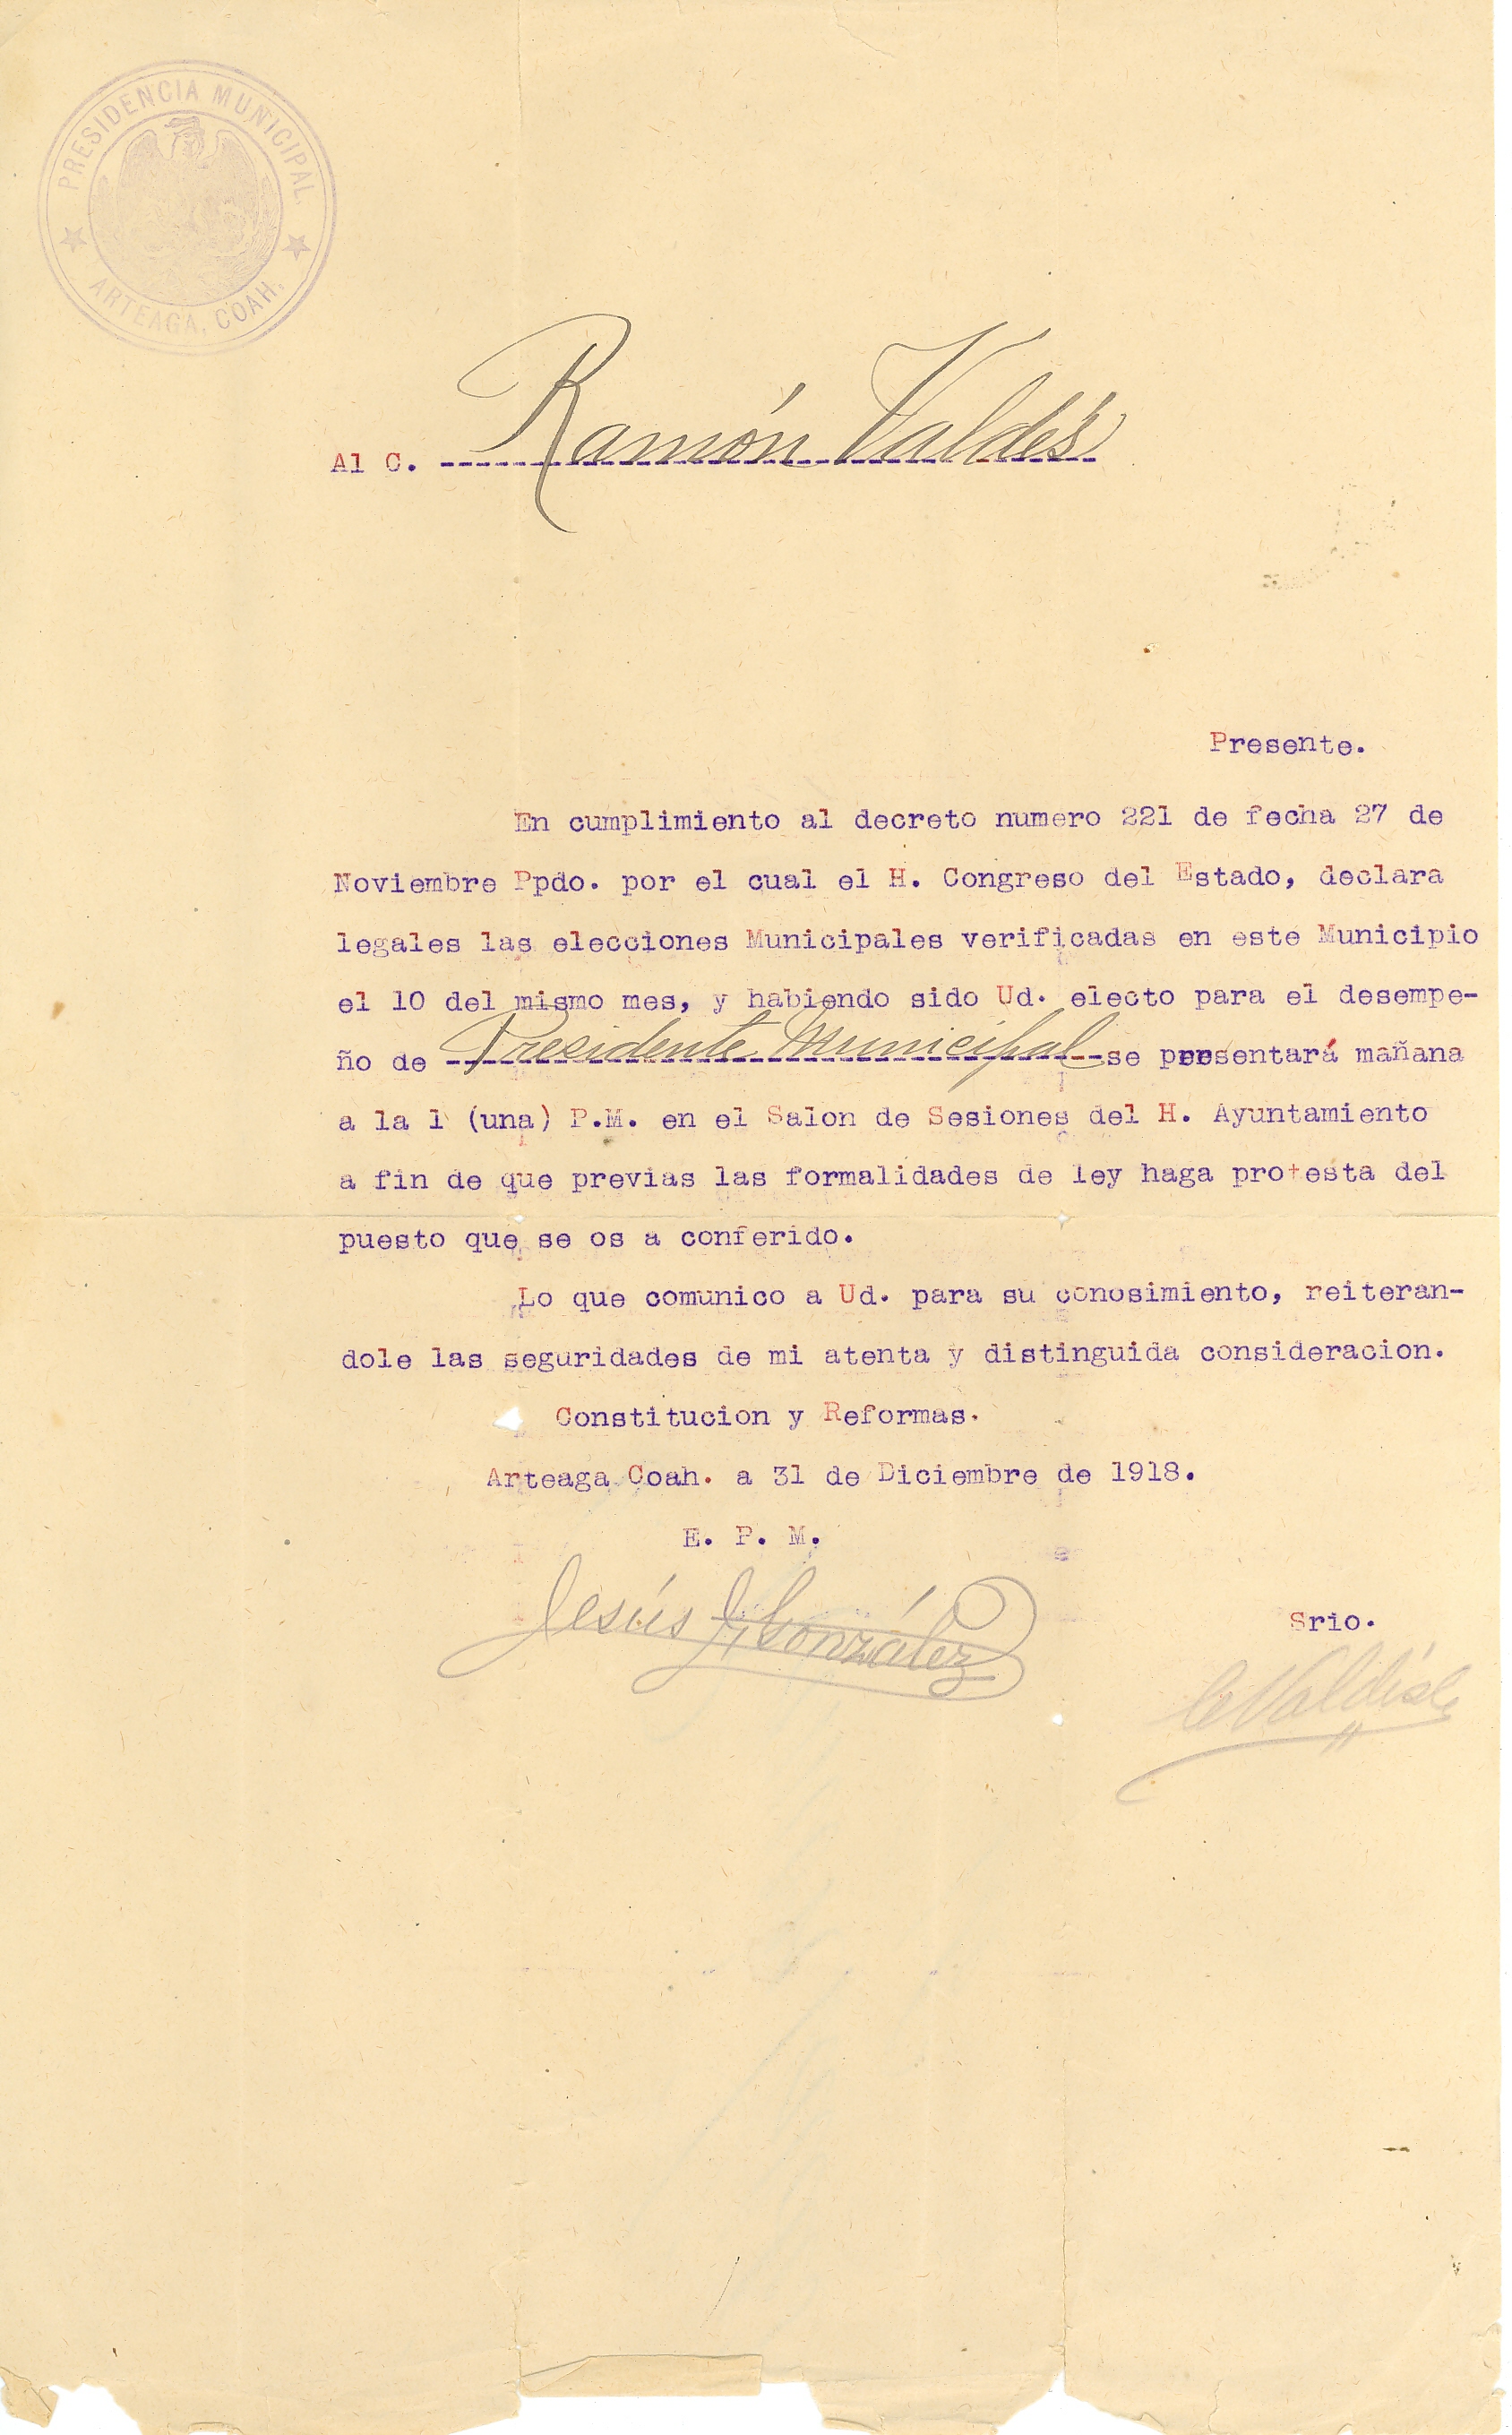 PRESIDENCIA MUNICIPAL
ARTEAGA, COAH.
Al C. Ramón Valdés
Presente.
En cumplimiento al decreto numero 221 de fecha 27 de
Noviembre Ppdo. por el cual el H. Congreso del Estado, declara
legales las elecciones Municipales verificadas en este Municipio
el 10 del mismo mes, y habiendo sido Ud. electo para el desempe-
ño de Presidente Municipal se presentará mañana
a la 1 (una) P.M. en el Salon de Sesiones del H. Ayuntamiento
a fin de que previas las formalidades de ley haga protesta del
puesto que se os a conferido.
Lo que comunico a Ud. para su conosimiento, reiteran-
dole las seguridades de mi atenta y distinguida consideracion.
Constitucion y Reformas.
Arteaga Coah. a 31 de Diciembre de 1918.
E. P. M.
Jesús González
Srio.